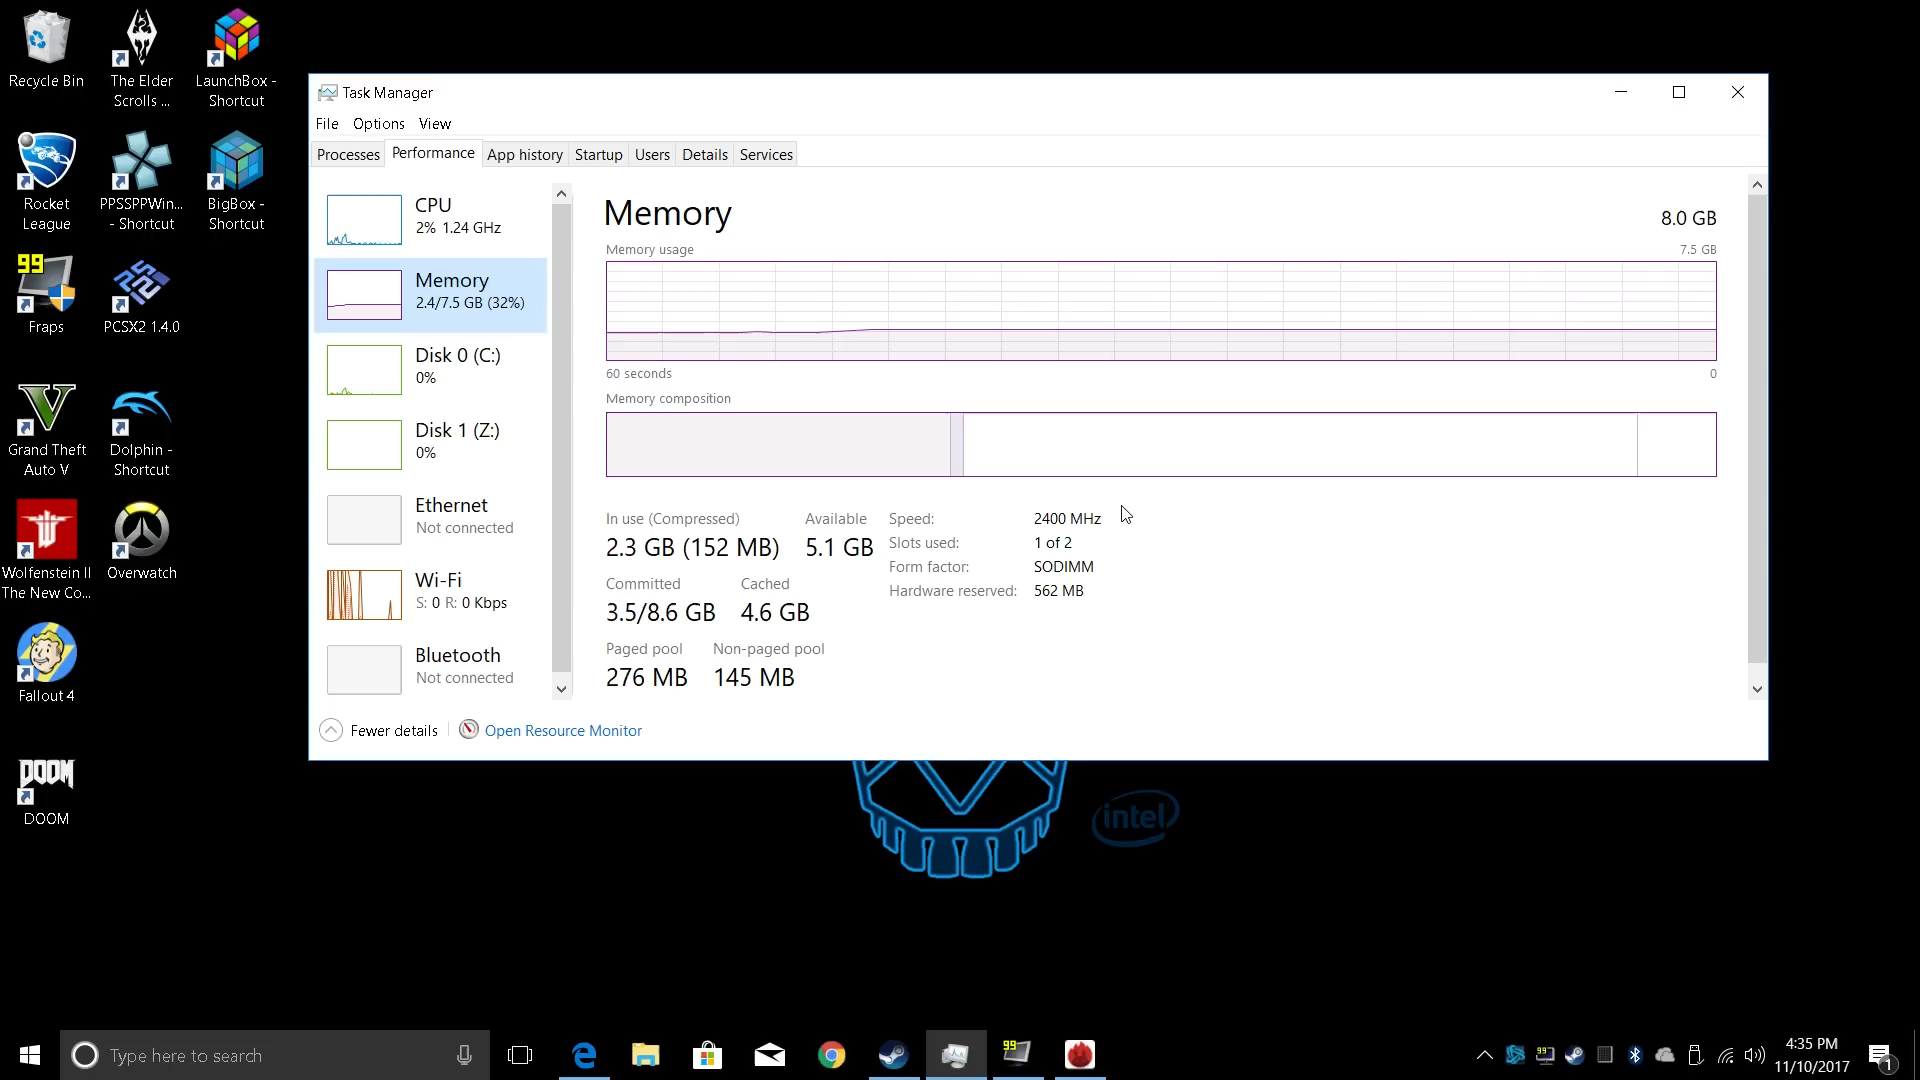 Recycle Bin
The Elder
Scrolls ...
LaunchBox -
Shortcut
Rocket
League
PPSSPPWin...
- Shortcut
BigBox -
Shortcut
99
Fraps
PCSX2 1.4.0
Grand Theft
Auto V
Dolphin -
Shortcut
Wolfenstein II
The New Co...
Overwatch
Fallout 4
DOOM
DOOM
Task Manager
File Options View
Processes Performance App history Startup Users Details Services
CPU
2% 1.24 GHz
Memory
2.4/7.5 GB (32%)
Disk 0 (C:)
0%
Disk 1 (Z:)
0%
Ethernet
Not connected
Wi-Fi
S: 0 R: 0 Kbps
Bluetooth
Not connected
Memory 8.0 GB
Memory usage 7.5 GB
60 seconds 0
Memory composition
In use (Compressed) Available
2.3 GB (152 MB) 5.1 GB
Committed Cached
3.5/8.6 GB 4.6 GB
Paged pool Non-paged pool
276 MB 145 MB
Speed: 2400 MHz
Slots used: 1 of 2
Form factor: SODIMM
Hardware reserved: 562 MB
Fewer details Open Resource Monitor
intel
Type here to search
99
99
4:35 PM
11/10/2017
1